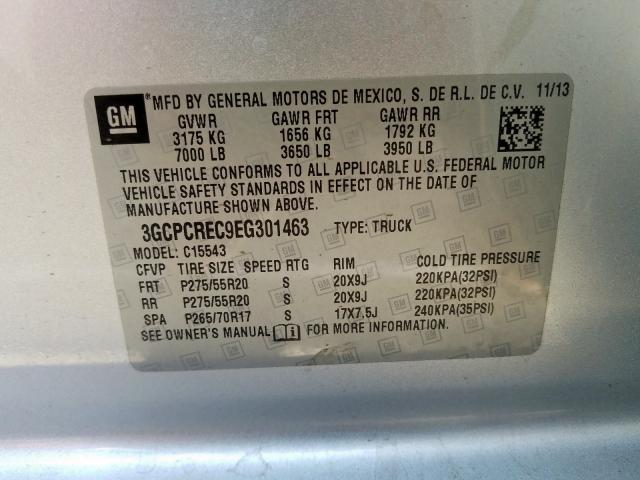 GM
*MFD BY GENERAL MOTORS DE MEXICO, S. DE R.L. DE C.V. 11/13
GVWR GAWR FRT GAWR RR
3175 KG 1656 KG 1792 KG
7000 LB 3650 LB 3950 LB
THIS VEHICLE CONFORMS TO ALL APPLICABLE U.S. FEDERAL MOTOR
VEHICLE SAFETY STANDARDS IN EFFECT ON THE DATE OF
MANUFACTURE SHOWN ABOVE.
3GCPCREC9EG301463 TYPE: TRUCK
MODEL: C15543
CFVP TIRE SIZE SPEED RTG RIM COLD TIRE PRESSURE
FRT P275/55R20 S 20X9J 220KPA(32PSI)
RR P275/55R20 S 20X9J 220KPA(32PSI)
SPA P265/70R17 S 17X7.5J 240KPA(35PSI)
SEE OWNER'S MANUAL FOR MORE INFORMATION.